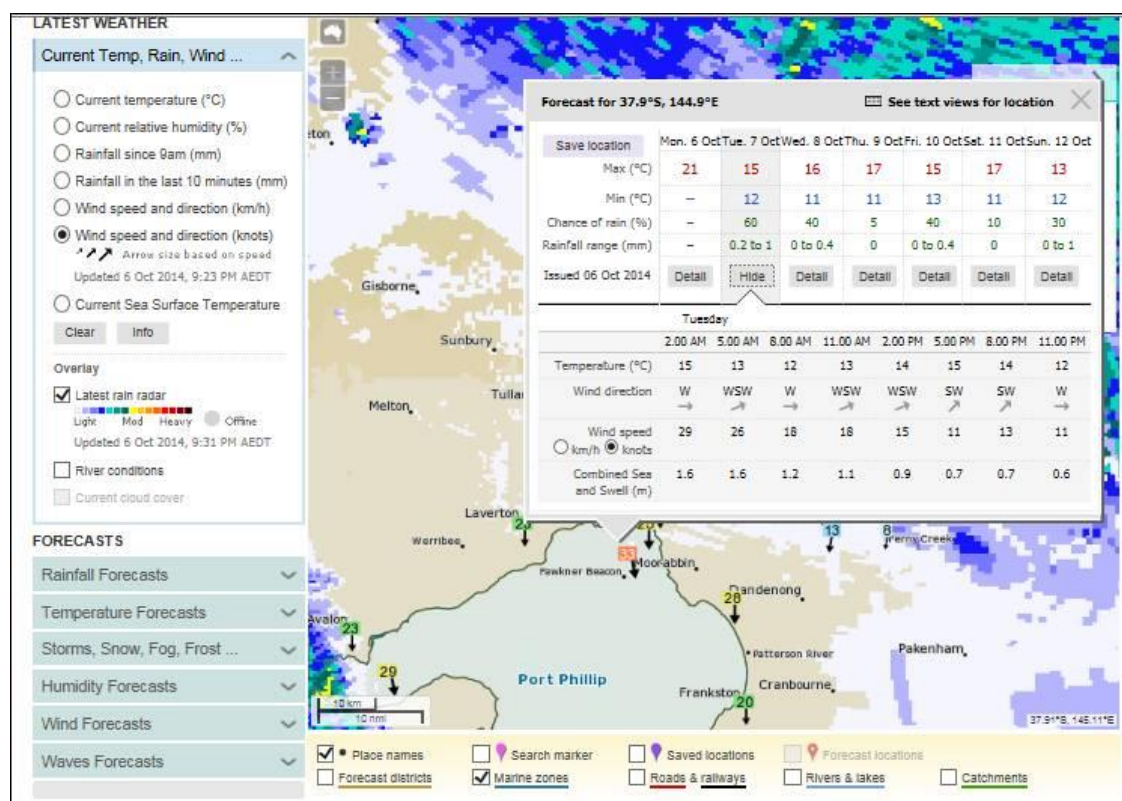 LATEST WEATHER
Current Temp, Rain, Wind ...
Current temperature (°C)
Current relative humidity (%)
Rainfall since 9am (mm)
Rainfall in the last 10 minutes (mm)
Wind speed and direction (km/h)
Wind speed and direction (knots)
Arrow size based on speed
Updated 6 Oct 2014, 9:23 PM AEDT
Current Sea Surface Temperature
Clear Info
Overlay
Latest rain radar
Light Mod Heavy Offline
Updated 6 Oct 2014, 9:31 PM AEDT
River conditions
Current cloud cover
FORECASTS
Rainfall Forecasts
Temperature Forecasts
Storms, Snow, Fog, Frost ...
Humidity Forecasts
Wind Forecasts
Waves Forecasts
Forecast for 37.9°S, 144.9°E See text views for location
Save location Mon. 6 Oct Tue. 7 Oct Wed. 8 Oct Thu. 9 Oct Fri. 10 Oct Sat. 11 Oct Sun. 12 Oct
Max (°C) 21 15 16 17 15 17 13
Min (°C) – 12 11 11 13 11 12
Chance of rain (%) – 60 40 5 40 10 30
Rainfall range (mm) – 0.2 to 1 0 to 0.4 0 0 to 0.4 0 0 to 1
Issued 06 Oct 2014 Detail Hide Detail Detail Detail Detail Detail
Tuesday
2.00 AM 5.00 AM 8.00 AM 11.00 AM 2.00 PM 5.00 PM 8.00 PM 11.00 PM
Temperature (°C) 15 13 12 13 14 15 14 12
Wind direction W WSW W WSW WSW SW SW W
Wind speed 29 26 18 18 15 11 13 11
km/h knots
Combined Sea 1.6 1.6 1.2 1.1 0.9 0.7 0.7 0.6
and Swell (m)
eton
Gisborne
Sunbury
Tulla
Melton
Laverton
13 8
Werribee
33
Fawkner Beacon Moorabbin
Dandenong
28
Avalon
23
Patterson River Pakenham
29
Port Phillip
Frankston Cranbourne
20
10 km
10 nmi
37.91°S, 145.11°E
Place names Search marker Saved locations Forecast locations
Forecast districts Marine zones Roads & railways Rivers & lakes Catchments